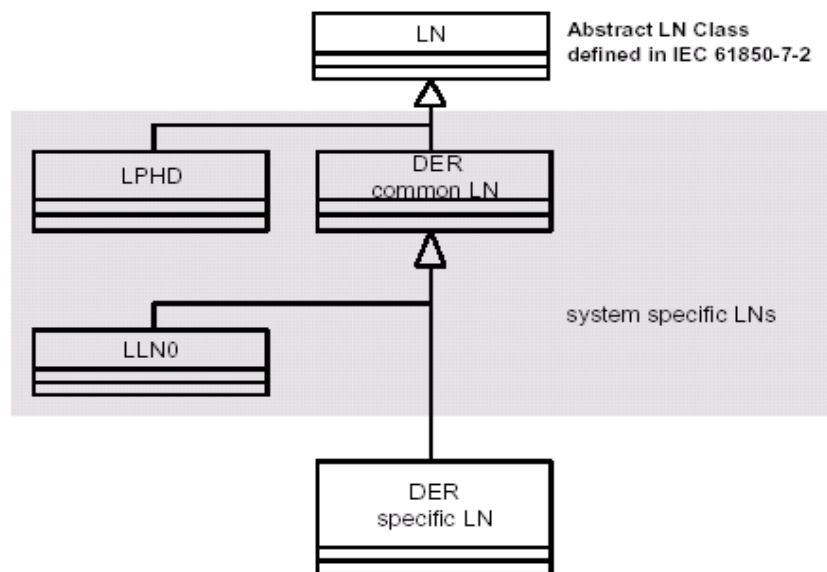 LN
Abstract LN Class
defined in IEC 61850-7-2
LPHD
DER
common LN
system specific LNs
LLN0
DER
specific LN